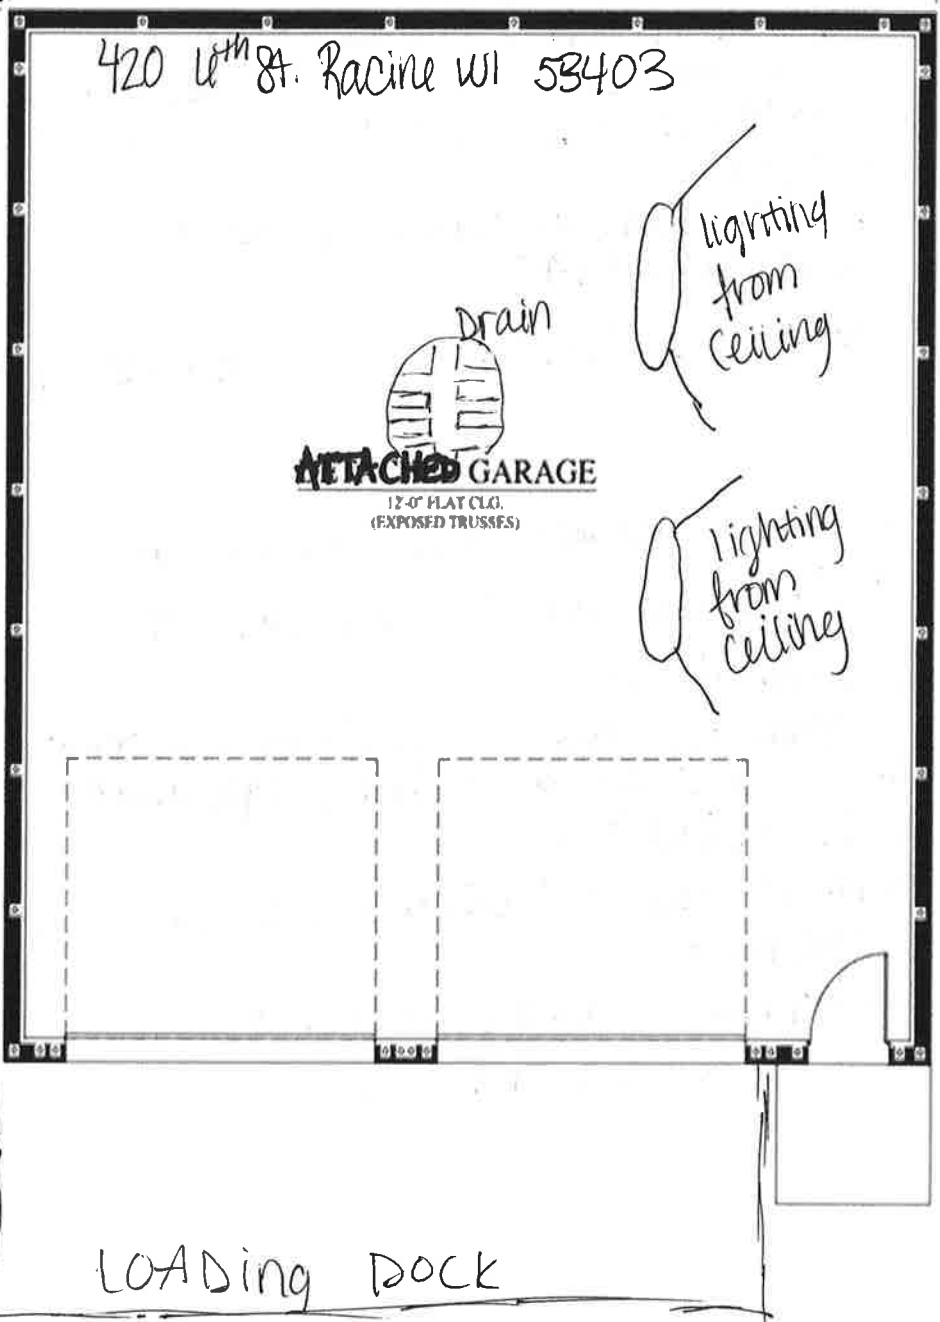 420 6th St. Racine WI 53403
lighting
from
ceiling
Drain
ATTACHED GARAGE
12'-0" FLAT CLG.
(EXPOSED TRUSSES)
lighting
from
ceiling
LOADing DOCK